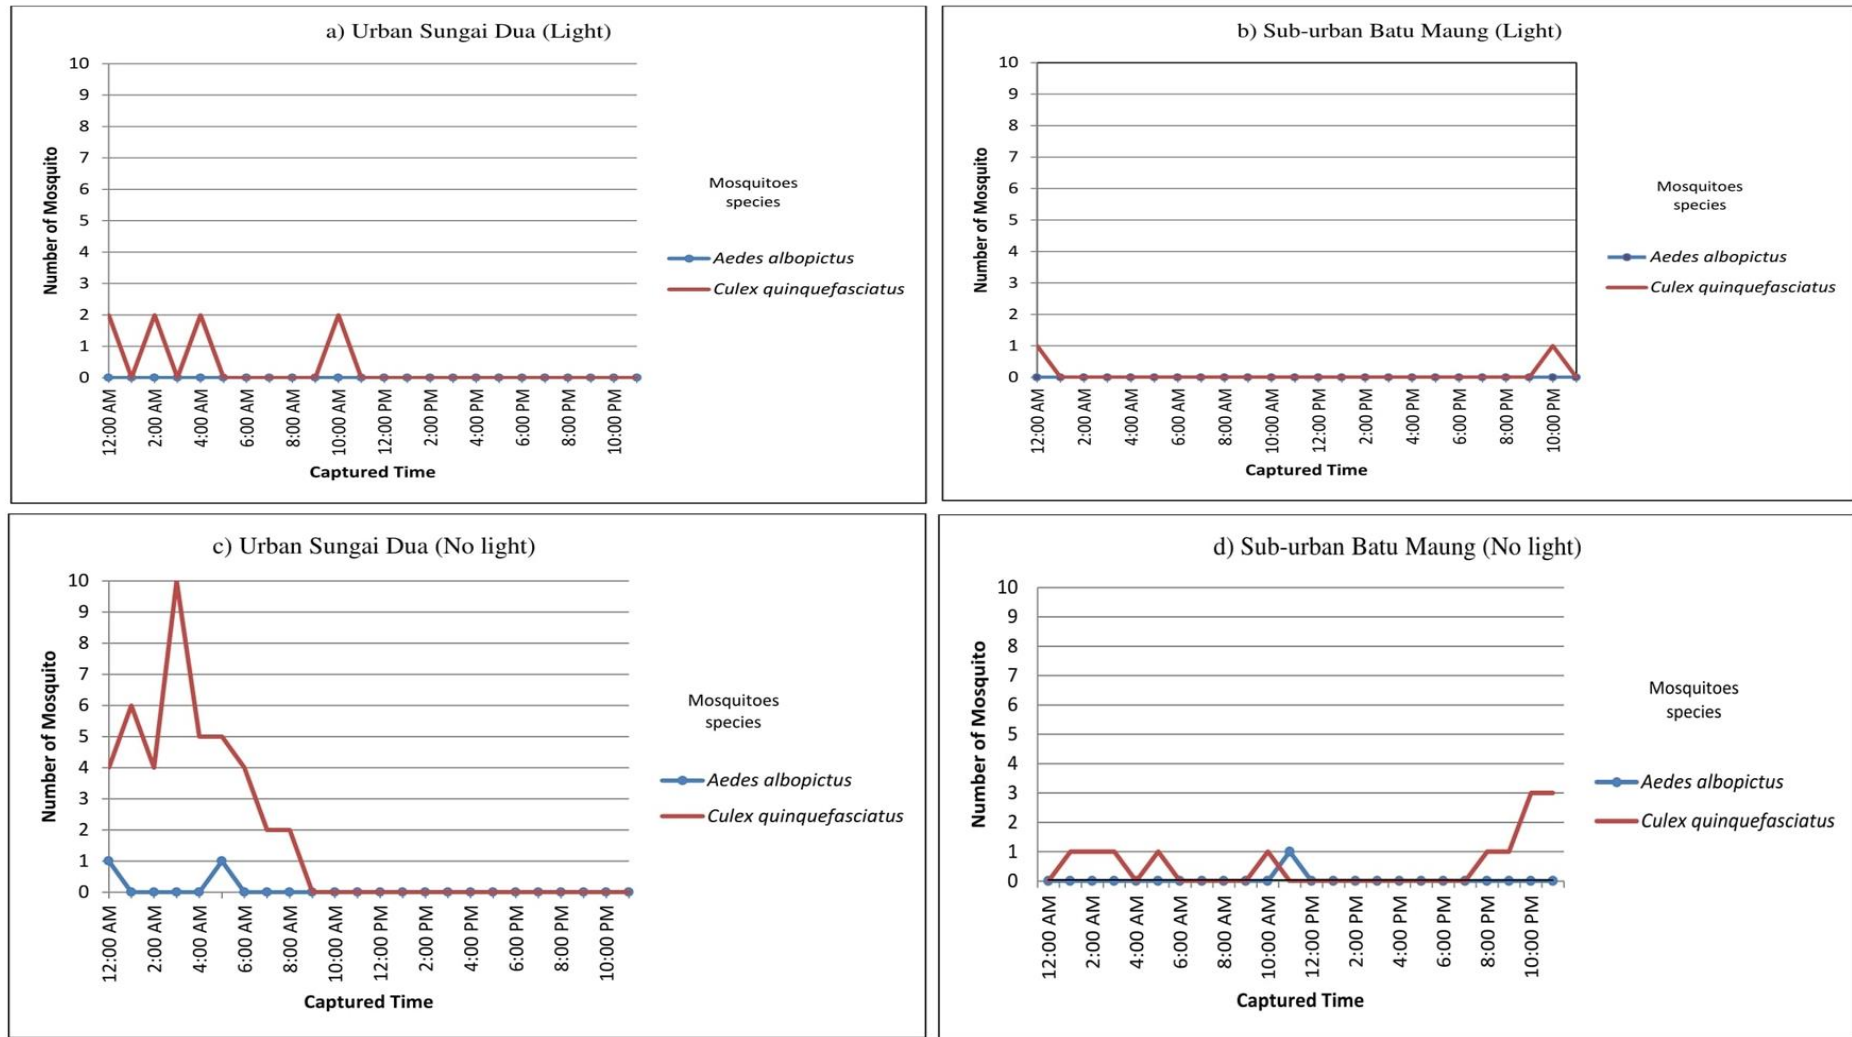 a) Urban Sungai Dua (Light)
10
9
8
7
6
5
4
3
2
1
0
Number of Mosquito
12:00 AM
2:00 AM
4:00 AM
6:00 AM
8:00 AM
10:00 AM
12:00 PM
2:00 PM
4:00 PM
6:00 PM
8:00 PM
10:00 PM
Captured Time
Mosquitoes
species
Aedes albopictus
Culex quinquefasciatus
b) Sub-urban Batu Maung (Light)
10
9
8
7
6
5
4
3
2
1
0
Number of Mosquito
12:00 AM
2:00 AM
4:00 AM
6:00 AM
8:00 AM
10:00 AM
12:00 PM
2:00 PM
4:00 PM
6:00 PM
8:00 PM
10:00 PM
Captured Time
Mosquitoes
species
Aedes albopictus
Culex quinquefasciatus
c) Urban Sungai Dua (No light)
10
9
8
7
6
5
4
3
2
1
0
Number of Mosquito
12:00 AM
2:00 AM
4:00 AM
6:00 AM
8:00 AM
10:00 AM
12:00 PM
2:00 PM
4:00 PM
6:00 PM
8:00 PM
10:00 PM
Captured Time
Mosquitoes
species
Aedes albopictus
Culex quinquefasciatus
d) Sub-urban Batu Maung (No light)
10
9
8
7
6
5
4
3
2
1
0
Number of Mosquito
12:00 AM
2:00 AM
4:00 AM
6:00 AM
8:00 AM
10:00 AM
12:00 PM
2:00 PM
4:00 PM
6:00 PM
8:00 PM
10:00 PM
Captured Time
Mosquitoes
species
Aedes albopictus
Culex quinquefasciatus